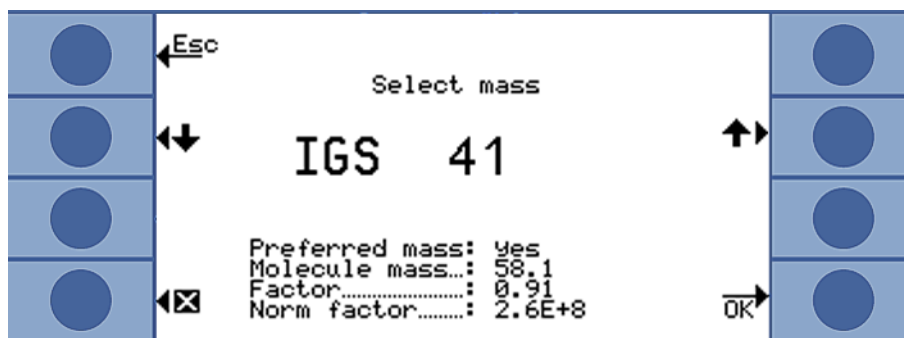 Esc
Select mass
IGS 41
Preferred mass: yes
Molecule mass…: 58.1
Factor……………………: 0.91
Norm factor………: 2.6E+8
OK